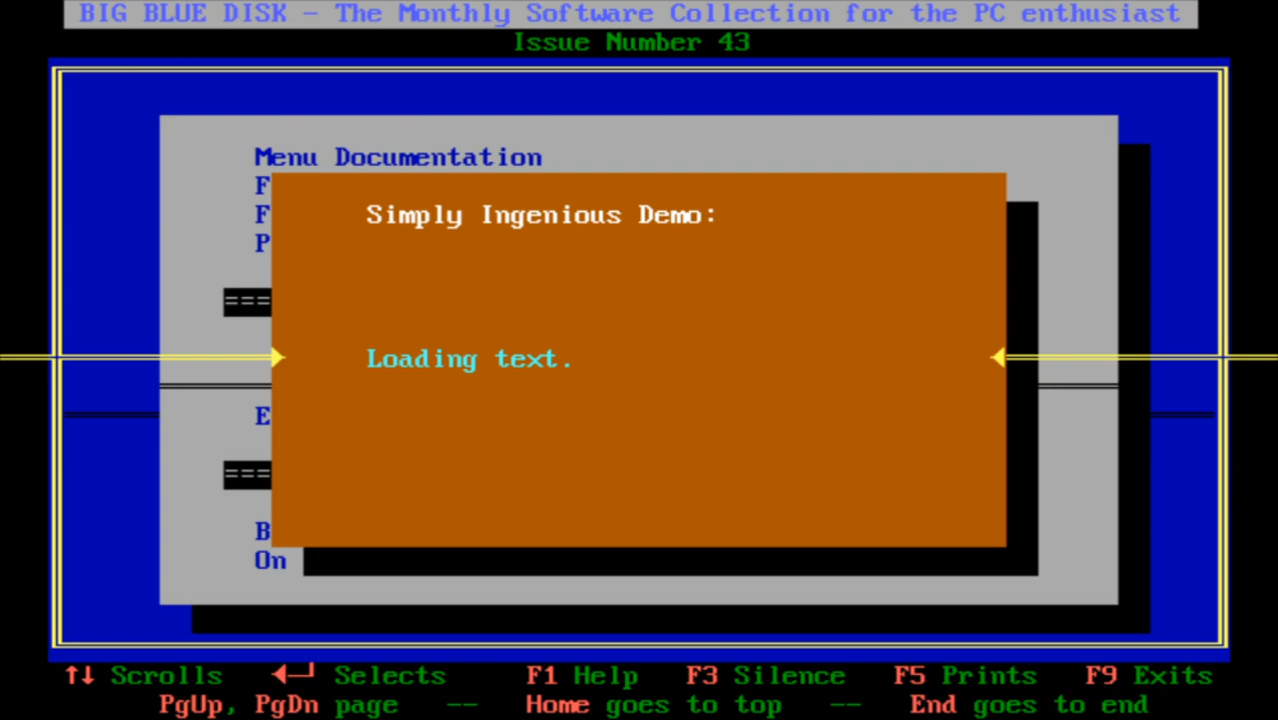 BIG BLUE DISK - The Monthly Software Collection for the PC enthusiast
Issue Number 43
Menu Documentation
F
Simply Ingenious Demo:
F
P
===
Loading text.
E
===
B
On
↑↓ Scrolls ◄─┘ Selects F1 Help F3 Silence F5 Prints F9 Exits
PgUp, PgDn page -- Home goes to top -- End goes to end